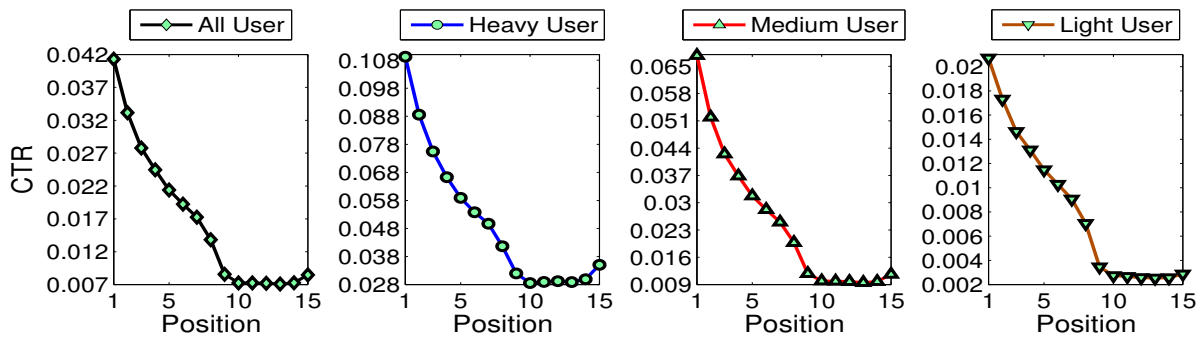 All User
Heavy User
Medium User
Light User
CTR
0.042
0.037
0.032
0.027
0.022
0.017
0.012
0.007
1 5 10 15
Position
0.108
0.098
0.088
0.078
0.068
0.058
0.048
0.038
0.028
1 5 10 15
Position
0.065
0.058
0.051
0.044
0.037
0.03
0.023
0.016
0.009
1 5 10 15
Position
0.02
0.018
0.016
0.014
0.012
0.01
0.008
0.006
0.004
0.002
1 5 10 15
Position